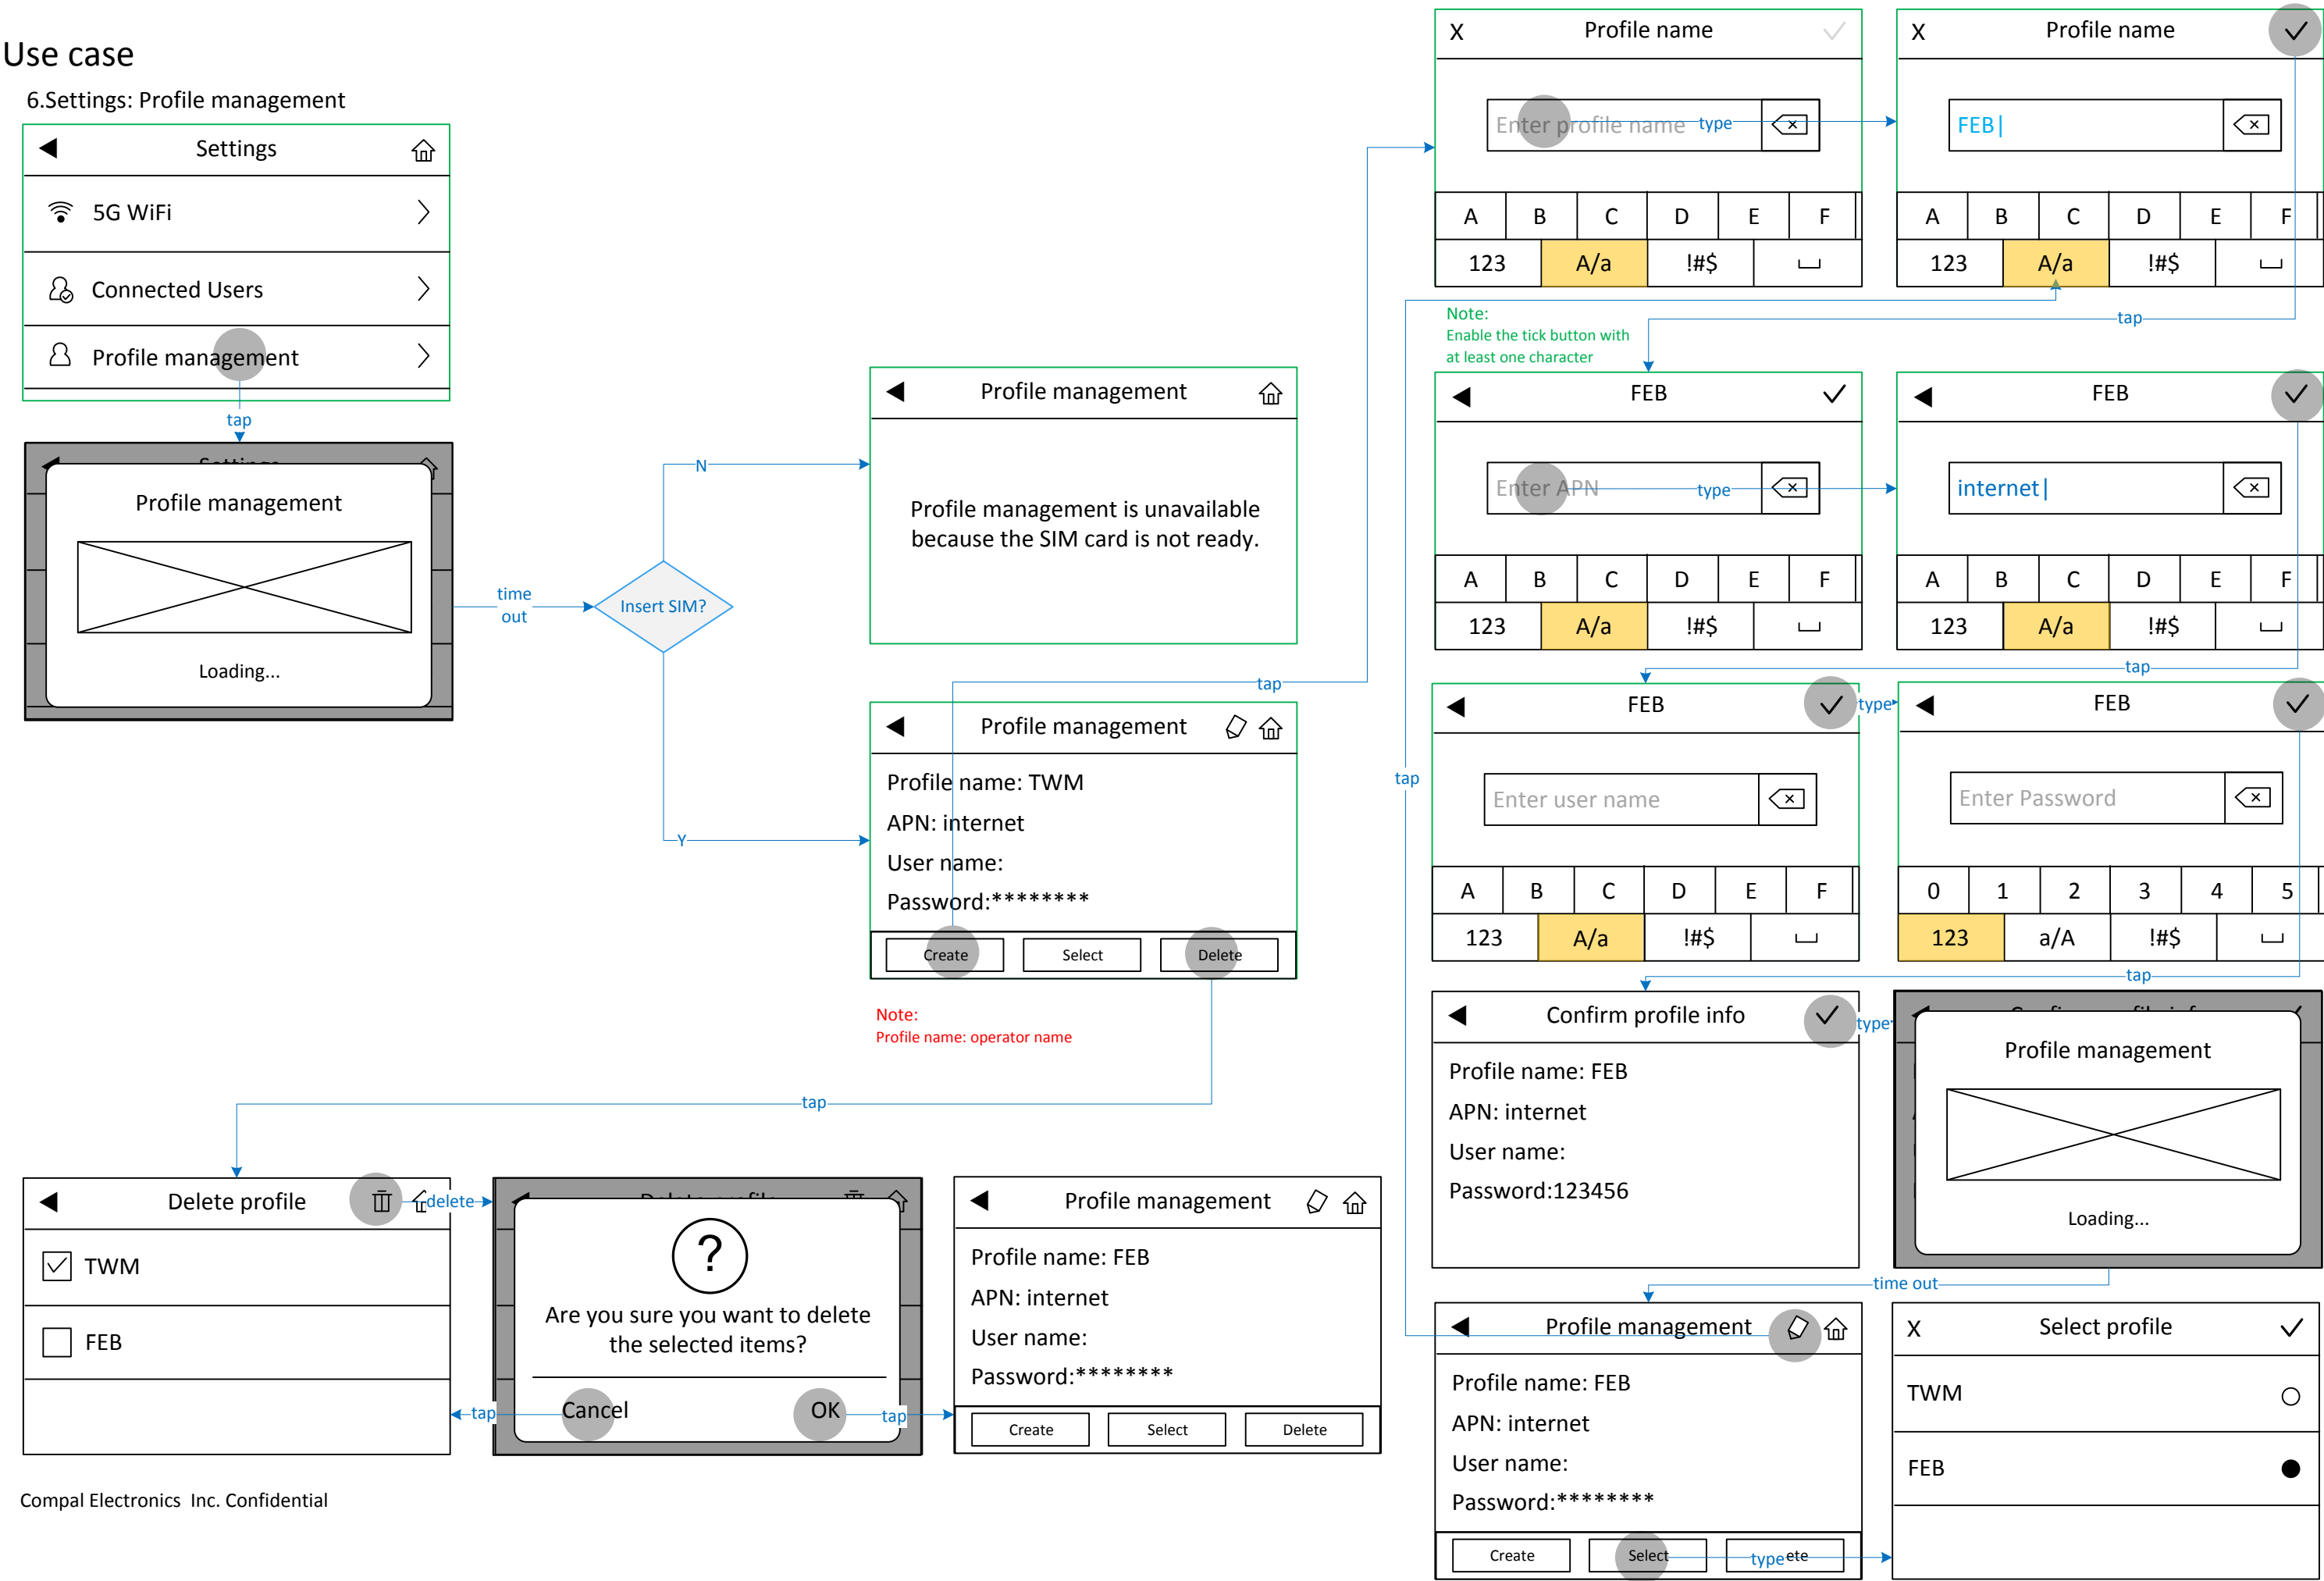 Use case
6.Settings: Profile management
Settings
5G WiFi
Connected Users
Profile management
tap
Settings
Profile management
Loading...
time
out
Insert SIM?
N
Y
Profile management
Profile management is unavailable
because the SIM card is not ready.
tap
Profile management
Profile name: TWM
APN: internet
User name:
Password:********
Create Select Delete
Note:
Profile name: operator name
tap
Delete profile
TWM
FEB
delete
Delete profile
?
Are you sure you want to delete
the selected items?
Cancel OK
tap
tap
Profile management
Profile name: FEB
APN: internet
User name:
Password:********
Create Select Delete
Compal Electronics Inc. Confidential
X Profile name
Enter profile name
type
A B C D E F
123 A/a !#$
Note:
Enable the tick button with
at least one character
X Profile name
FEB
A B C D E F
123 A/a !#$
tap
FEB
Enter APN
type
A B C D E F
123 A/a !#$
FEB
internet
A B C D E F
123 A/a !#$
tap
tap
FEB
type
Enter user name
A B C D E F
123 A/a !#$
FEB
Enter Password
0 1 2 3 4 5
123 a/A !#$
tap
Confirm profile info
type
Profile name: FEB
APN: internet
User name:
Password:123456
Profile management
Loading...
time out
Profile management
Profile name: FEB
APN: internet
User name:
Password:********
Create Select ete
type
X Select profile
TWM
FEB